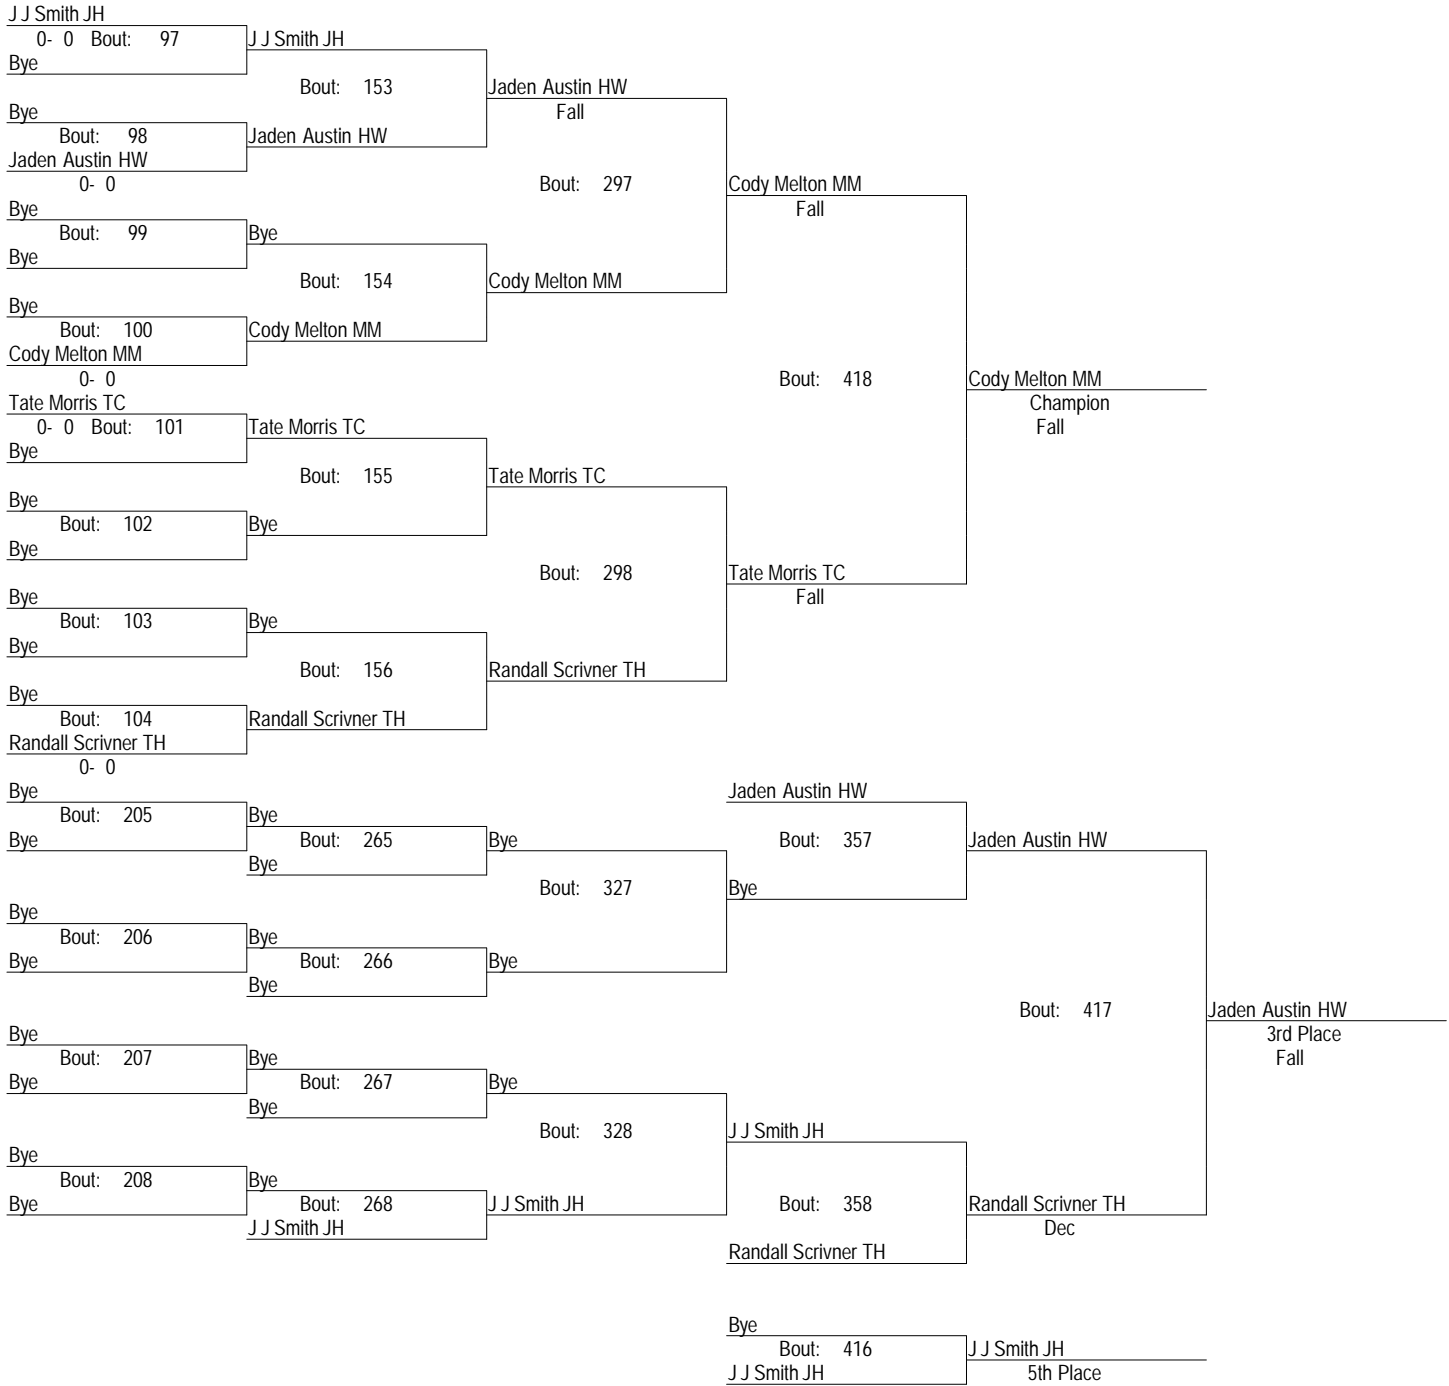 J J Smith JH
0- 0 Bout: 97 J J Smith JH
Bye
Bout: 153 Jaden Austin HW
Bye Fall
Bout: 98 Jaden Austin HW
Jaden Austin HW
0- 0 Bout: 297 Cody Melton MM
Bye Fall
Bout: 99 Bye
Bye
Bout: 154 Cody Melton MM
Bye
Bout: 100 Cody Melton MM
Cody Melton MM
0- 0 Bout: 418 Cody Melton MM
Tate Morris TC Champion
0- 0 Bout: 101 Tate Morris TC Fall
Bye
Bout: 155 Tate Morris TC
Bye
Bout: 102 Bye
Bye
Bout: 298 Tate Morris TC
Bye Fall
Bout: 103 Bye
Bye
Bout: 156 Randall Scrivner TH
Bye
Bout: 104 Randall Scrivner TH
Randall Scrivner TH
0- 0
Bye Jaden Austin HW
Bout: 205 Bye
Bye Bout: 265 Bye Bout: 357 Jaden Austin HW
Bye
Bout: 327 Bye
Bye
Bout: 206 Bye
Bye Bout: 266 Bye
Bye
Bout: 417 Jaden Austin HW
Bye 3rd Place
Bout: 207 Bye Fall
Bye Bout: 267 Bye
Bye
Bout: 328 J J Smith JH
Bye
Bout: 208 Bye
Bye Bout: 268 J J Smith JH Bout: 358 Randall Scrivner TH
J J Smith JH Dec
Randall Scrivner TH
Bye
Bout: 416 J J Smith JH
J J Smith JH 5th Place